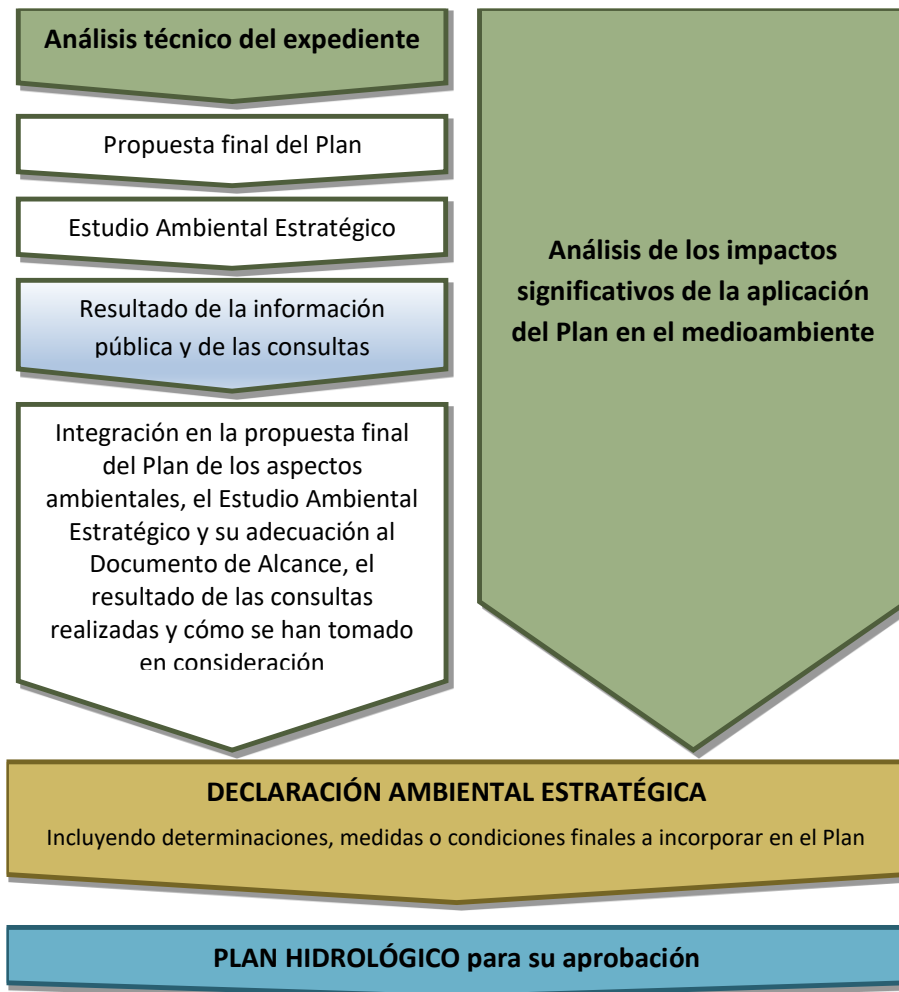 Análisis técnico del expediente
Propuesta final del Plan
Estudio Ambiental Estratégico
Resultado de la información
pública y de las consultas
Integración en la propuesta final
del Plan de los aspectos
ambientales, el Estudio Ambiental
Estratégico y su adecuación al
Documento de Alcance, el
resultado de las consultas
realizadas y cómo se han tomado
en consideración
Análisis de los impactos
significativos de la aplicación
del Plan en el medioambiente
DECLARACIÓN AMBIENTAL ESTRATÉGICA
Incluyendo determinaciones, medidas o condiciones finales a incorporar en el Plan
PLAN HIDROLÓGICO para su aprobación